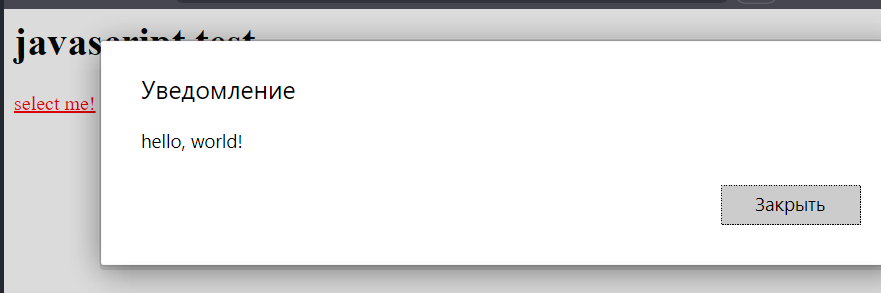 javascript test
Уведомление
select me!
hello, world!
Закрыть